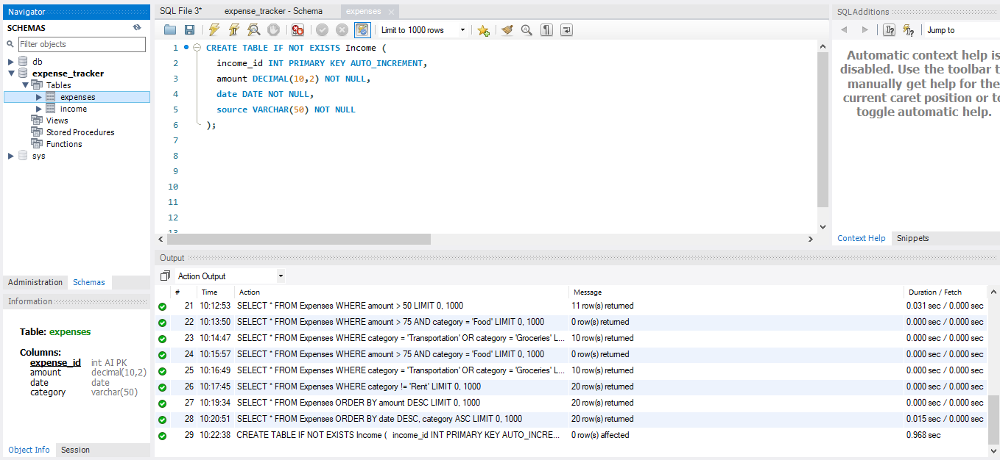 Navigator
SCHEMAS
Filter objects
db
expense_tracker
Tables
expenses
income
Views
Stored Procedures
Functions
sys
Administration Schemas
Information
Table: expenses
Columns:
expense_id int AI PK
amount decimal(10,2)
date date
category varchar(50)
Object Info Session
SQL File 3* expense_tracker - Schema expenses
Limit to 1000 rows
1 CREATE TABLE IF NOT EXISTS Income (
2 income_id INT PRIMARY KEY AUTO_INCREMENT,
3 amount DECIMAL(10,2) NOT NULL,
4 date DATE NOT NULL,
5 source VARCHAR(50) NOT NULL
6 );
7
8
9
10
11
12
13
SQLAdditions
Jump to
Automatic context help is
disabled. Use the toolbar t
manually get help for the
current caret position or to
toggle automatic help.
Context Help Snippets
Output
Action Output
# Time Action Message Duration / Fetch
21 10:12:53 SELECT * FROM Expenses WHERE amount > 50 LIMIT 0, 1000 11 row(s) returned 0.031 sec / 0.000 sec
22 10:13:50 SELECT * FROM Expenses WHERE amount > 75 AND category = 'Food' LIMIT 0, 1000 0 row(s) returned 0.000 sec / 0.000 sec
23 10:14:47 SELECT * FROM Expenses WHERE category = 'Transportation' OR category = 'Groceries' L... 10 row(s) returned 0.000 sec / 0.000 sec
24 10:15:57 SELECT * FROM Expenses WHERE amount > 75 AND category = 'Food' LIMIT 0, 1000 0 row(s) returned 0.000 sec / 0.000 sec
25 10:16:49 SELECT * FROM Expenses WHERE category = 'Transportation' OR category = 'Groceries' L... 10 row(s) returned 0.000 sec / 0.000 sec
26 10:17:45 SELECT * FROM Expenses WHERE category != 'Rent' LIMIT 0, 1000 20 row(s) returned 0.000 sec / 0.000 sec
27 10:19:34 SELECT * FROM Expenses ORDER BY amount DESC LIMIT 0, 1000 20 row(s) returned 0.000 sec / 0.000 sec
28 10:20:51 SELECT * FROM Expenses ORDER BY date DESC, category ASC LIMIT 0, 1000 20 row(s) returned 0.015 sec / 0.000 sec
29 10:22:38 CREATE TABLE IF NOT EXISTS Income ( income_id INT PRIMARY KEY AUTO_INCRE... 0 row(s) affected 0.968 sec